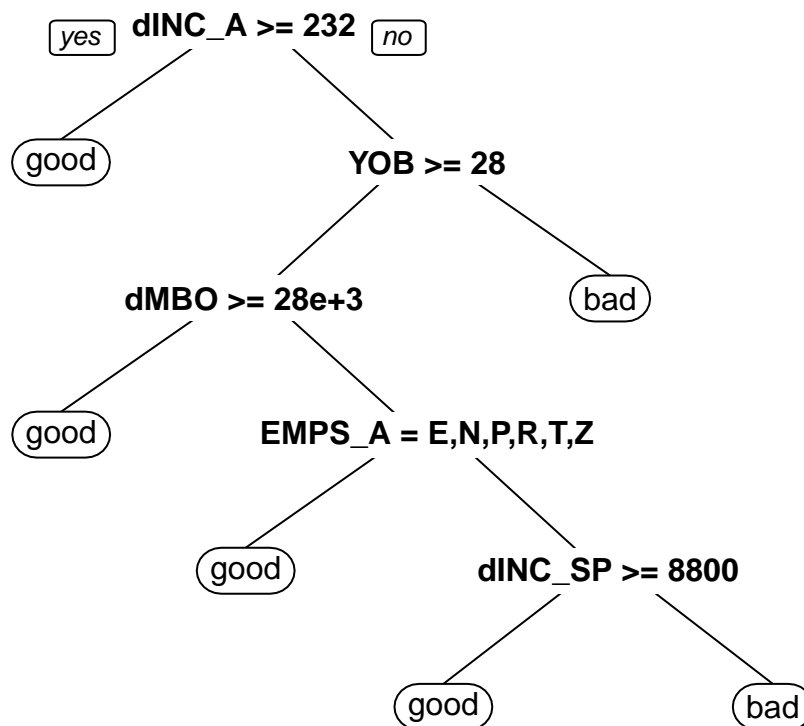 yes dINC_A >= 232 no
good YOB >= 28
dMBO >= 28e+3 bad
good EMPS_A = E,N,P,R,T,Z
good dINC_SP >= 8800
good bad